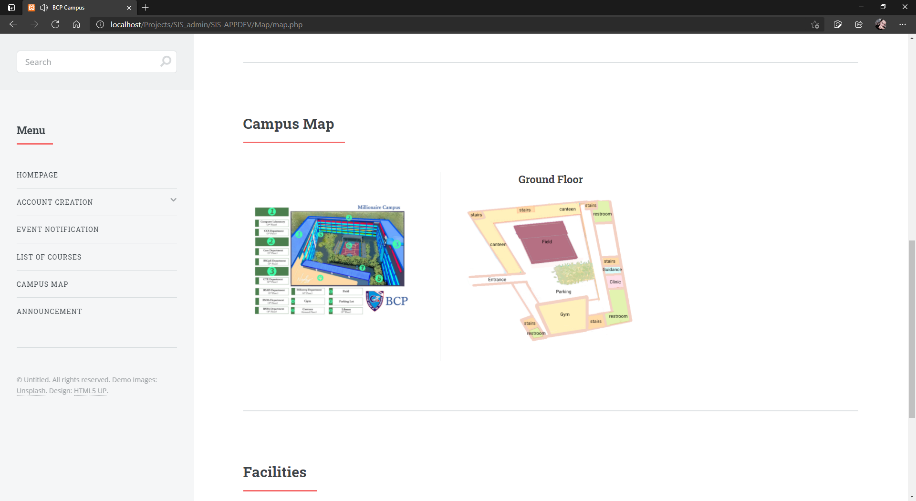 BCP Campus
localhost/Projects/SIS_admin/SIS_APPDEV/Map/map.php
Search
Menu
HOMEPAGE
ACCOUNT CREATION
EVENT NOTIFICATION
LIST OF COURSES
CAMPUS MAP
ANNOUNCEMENT
© Untitled. All rights reserved. Demo Images:
Unsplash. Design: HTML5 UP.
Campus Map
Millionaire Campus
BCP
Ground Floor
stairs
stairs
canteen
stairs
restroom
canteen
Field
stairs
Guidance
Entrance
Clinic
Parking
Gym
restroom
stairs
stairs
restroom
Facilities